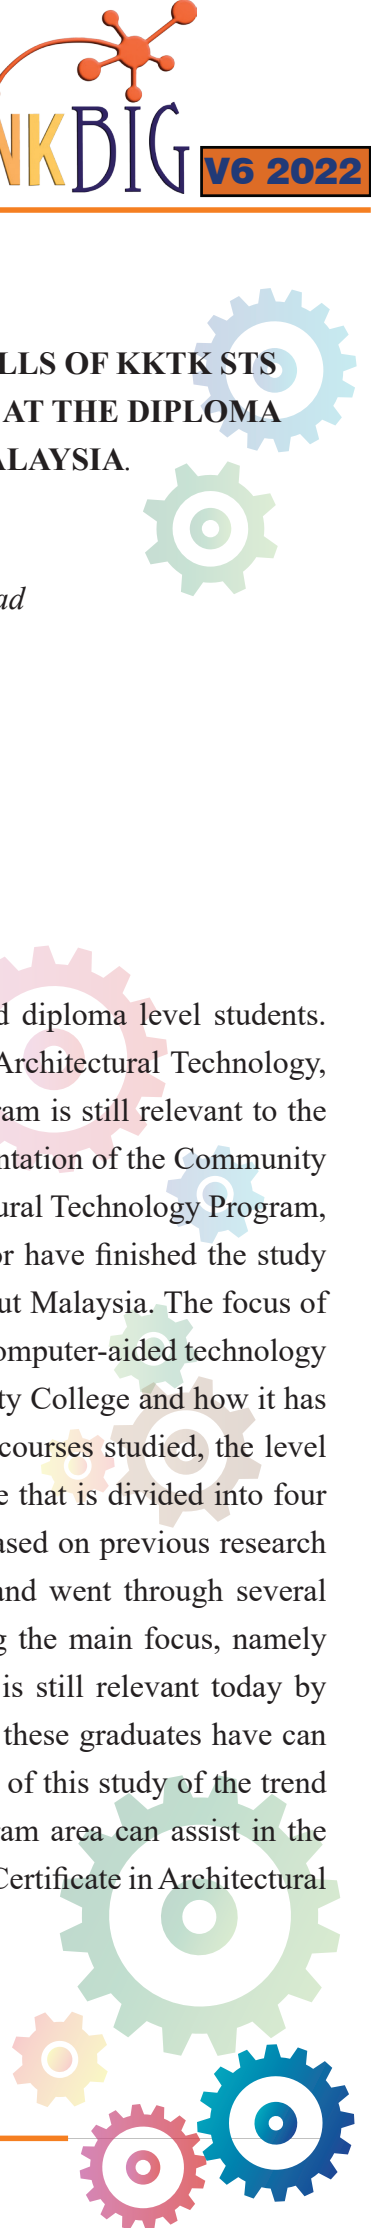 NKBIG
V6 2022
LLS OF KKTK STS
AT THE DIPLOMA
ALAYSIA.
ad
d diploma level students.
Architectural Technology,
ram is still relevant to the
ntation of the Community
ural Technology Program,
or have finished the study
ut Malaysia. The focus of
omputer-aided technology
ty College and how it has
courses studied, the level
e that is divided into four
ased on previous research
and went through several
g the main focus, namely
is still relevant today by
these graduates have can
of this study of the trend
ram area can assist in the
Certificate in Architectural